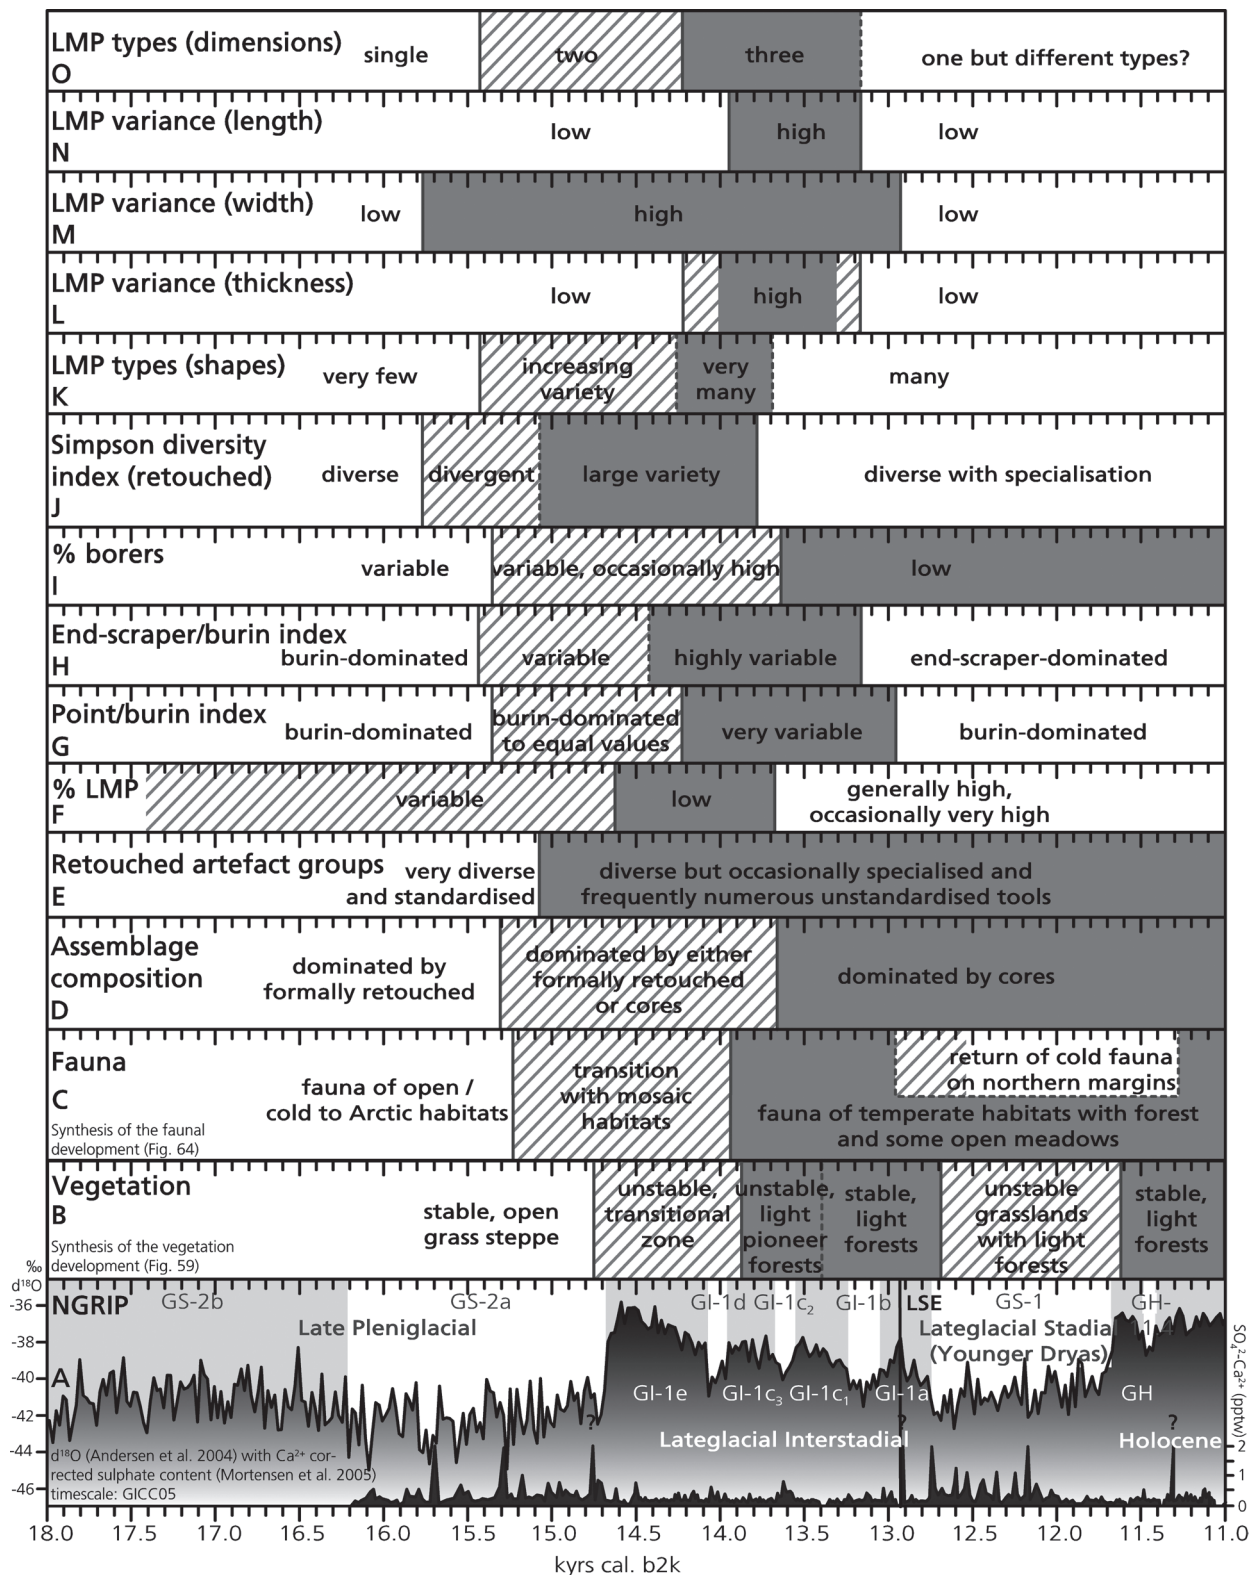 LMP types (dimensions)
O
single
two
three
one but different types?
LMP variance (length)
N
low
high
low
LMP variance (width)
M
low
high
low
LMP variance (thickness)
L
low
high
low
LMP types (shapes)
K
very few
increasing
variety
very
many
many
Simpson diversity
index (retouched)
J
diverse
divergent
large variety
diverse with specialisation
% borers
I
variable
variable, occasionally high
low
End-scraper/burin index
H
burin-dominated
variable
highly variable
end-scraper-dominated
Point/burin index
G
burin-dominated
burin-dominated
to equal values
very variable
burin-dominated
% LMP
F
variable
low
generally high,
occasionally very high
Retouched artefact groups
E
very diverse
and standardised
diverse but occasionally specialised and
frequently numerous unstandardised tools
Assemblage
composition
D
dominated by
formally retouched
dominated by either
formally retouched
or cores
dominated by cores
Fauna
C
Synthesis of the faunal
development (Fig. 64)
fauna of open /
cold to Arctic habitats
transition
with mosaic
habitats
return of cold fauna
on northern margins
fauna of temperate habitats with forest
and some open meadows
Vegetation
B
Synthesis of the vegetation
development (Fig. 59)
stable, open
grass steppe
unstable,
transitional
zone
unstable,
light
pioneer
forests
stable,
light
forests
unstable
grasslands
with light
forests
stable,
light
forests
‰
d¹⁸O
-36
-38
-40
-42
-44
-46
NGRIP
A
GS-2b
GS-2a
GI-1d
GI-1c₂
GI-1b
LSE
GS-1
GH-
Late Pleniglacial
Lateglacial Stadial
(Younger Dryas)
GI-1e
GI-1c₃
GI-1c₁
GI-1a
GH
?
?
?
Lateglacial Interstadial
Holocene
d¹⁸O (Andersen et al. 2004) with Ca²⁺ cor-
rected sulphate content (Mortensen et al. 2005)
timescale: GICC05
SO₄²-Ca²⁺ (pptw)
2
1
0
18.0 17.5 17.0 16.5 16.0 15.5 15.0 14.5 14.0 13.5 13.0 12.5 12.0 11.5 11.0
kyrs cal. b2k